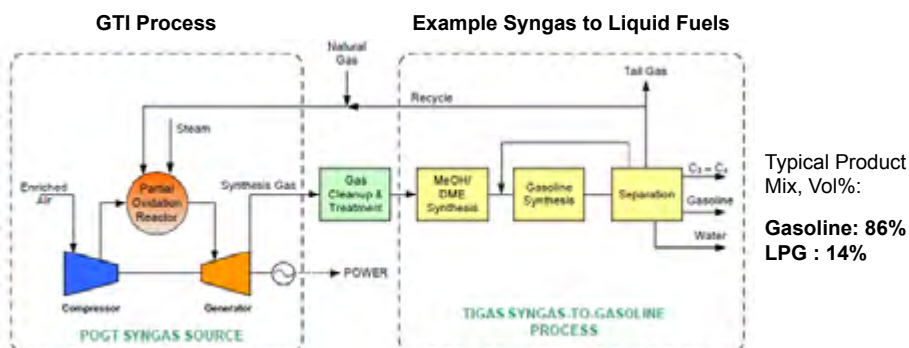 GTI Process
Example Syngas to Liquid Fuels
Natural
Gas
Tail Gas
Recycle
Steam
Enriched
Air
Partial
Oxidation
Reactor
Synthesis Gas
Gas
Cleanup &
Treatment
MeOH/
DME
Synthesis
Gasoline
Synthesis
Separation
C₃ – C₄
Gasoline
Water
Compressor
Generator
POWER
POGT SYNGAS SOURCE
TIGAS SYNGAS-TO-GASOLINE
PROCESS
Typical Product
Mix, Vol%:
Gasoline: 86%
LPG : 14%